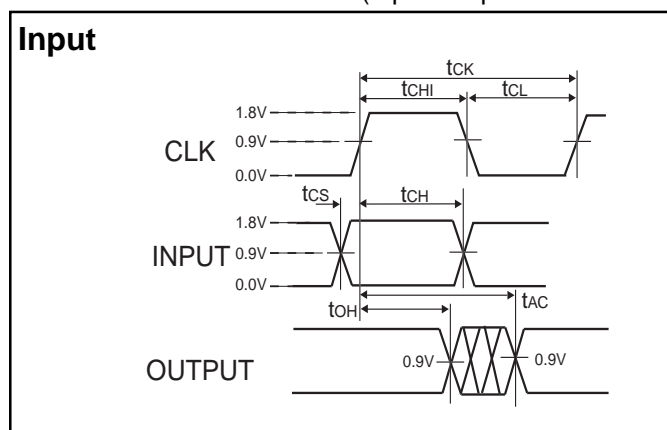 Input
tCK
tCHI
tCL
1.8V
CLK
0.9V
0.0V
tCS
tCH
1.8V
INPUT
0.9V
0.0V
tOH
tAC
OUTPUT
0.9V
0.9V